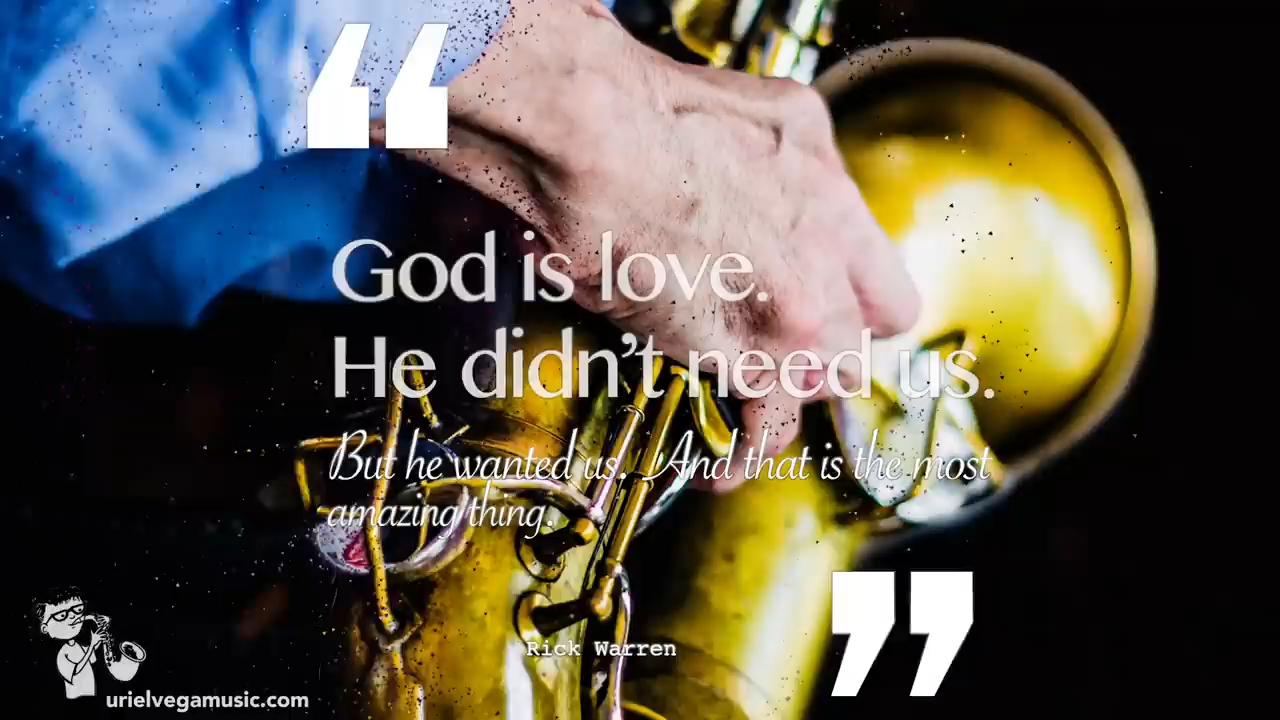 “
God is love.
He didn’t need us.
But he wanted us. And that is the most
amazing thing.
”
Rick Warren
urielvegamusic.com